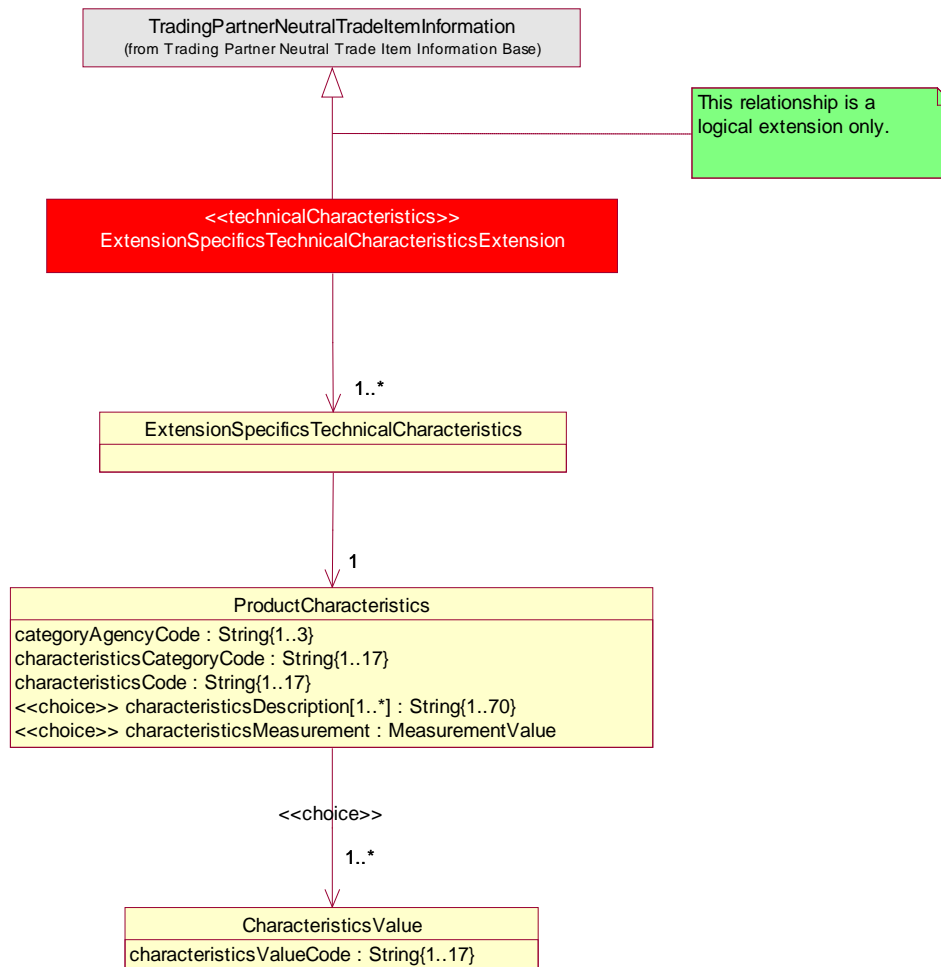 TradingPartnerNeutralTradeItemInformation
(from Trading Partner Neutral Trade Item Information Base)
This relationship is a
logical extension only.
<<technicalCharacteristics>>
ExtensionSpecificsTechnicalCharacteristicsExtension
1..*
ExtensionSpecificsTechnicalCharacteristics
1
ProductCharacteristics
categoryAgencyCode : String{1..3}
characteristicsCategoryCode : String{1..17}
characteristicsCode : String{1..17}
<<choice>> characteristicsDescription[1..*] : String{1..70}
<<choice>> characteristicsMeasurement : MeasurementValue
<<choice>>
1..*
CharacteristicsValue
characteristicsValueCode : String{1..17}